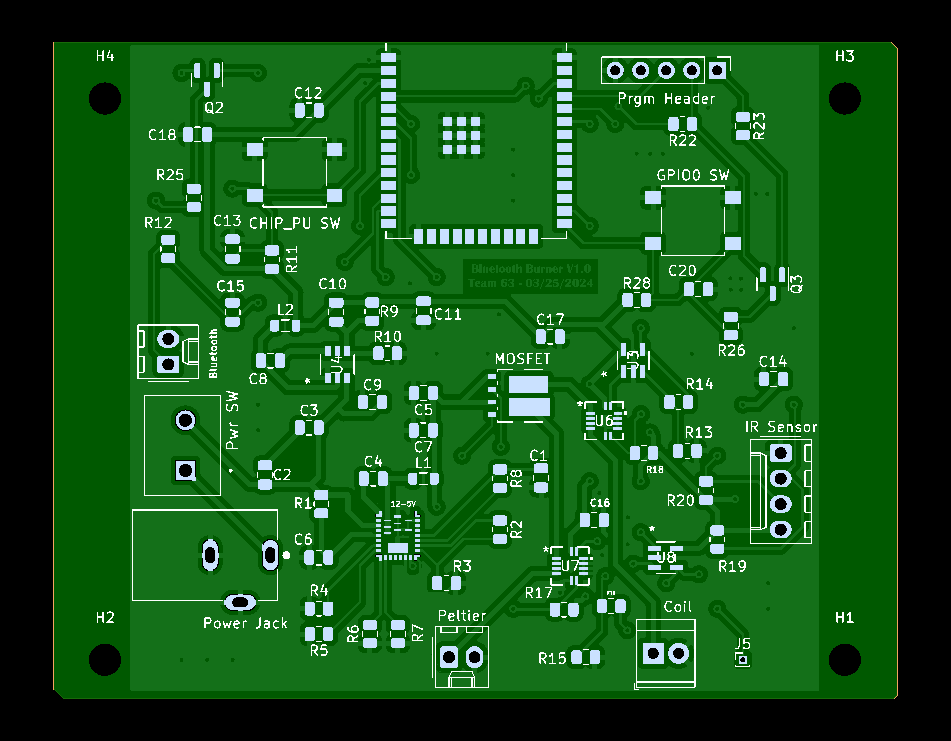 H4
H3
Q2
C12
Prgm Header
R23
C18
R22
R25
GPIO0 SW
R12
C13
CHIP_PU SW
R11
Bluetooth Burner V1.0
Team 63 - 03/25/2024
C20
Q3
C15
C10
R28
L2
R9
C11
C17
R26
Bluetooth
R10
U4
MOSFET
U3
C8
*
*
C14
C9
R14
Pwr SW
C3
C5
*
U6
IR Sensor
C7
R13
C4
L1
C1
R18
C2
R8
R20
R1
12-5V
C16
R2
*
C6
*
U7
U8
R19
R3
R4
R17
Power Jack
Peltier
Coil
H2
H1
R6
R7
R5
J5
R15